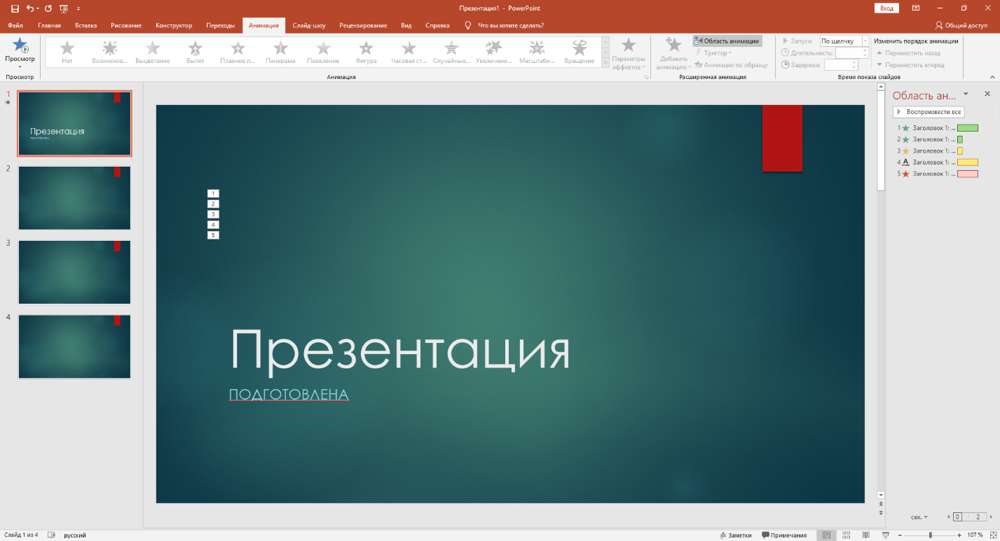 Презентация1 - PowerPoint
Вход
Файл Главная Вставка Рисование Конструктор Переходы Анимация Слайд-шоу Рецензирование Вид Справка Что вы хотите сделать? Общий доступ
Просмотр
Нет Возникнов... Выцветание Вылет Плавное п... Панорама Появление Фигура Часовая ст... Случайные... Увеличени... Масштаби... Вращение
Параметры эффектов
Добавить анимацию
Область анимации
Триггер
Анимация по образцу
Запуск: По щелчку
Длительность:
Задержка:
Изменить порядок анимации
Переместить назад
Переместить вперед
Просмотр Анимация Расширенная анимация Время показа слайдов
1
Презентация
ПОДГОТОВЛЕНА
2
3
4
1
2
3
4
5
Презентация
ПОДГОТОВЛЕНА
Область ан...
Воспроизвести все
1 Заголовок 1: ...
2 Заголовок 1: ...
3 Заголовок 1: ...
4 A Заголовок 1: ...
5 Заголовок 1: ...
сек. 0 2
Слайд 1 из 4 русский Заметки Примечания 107 %